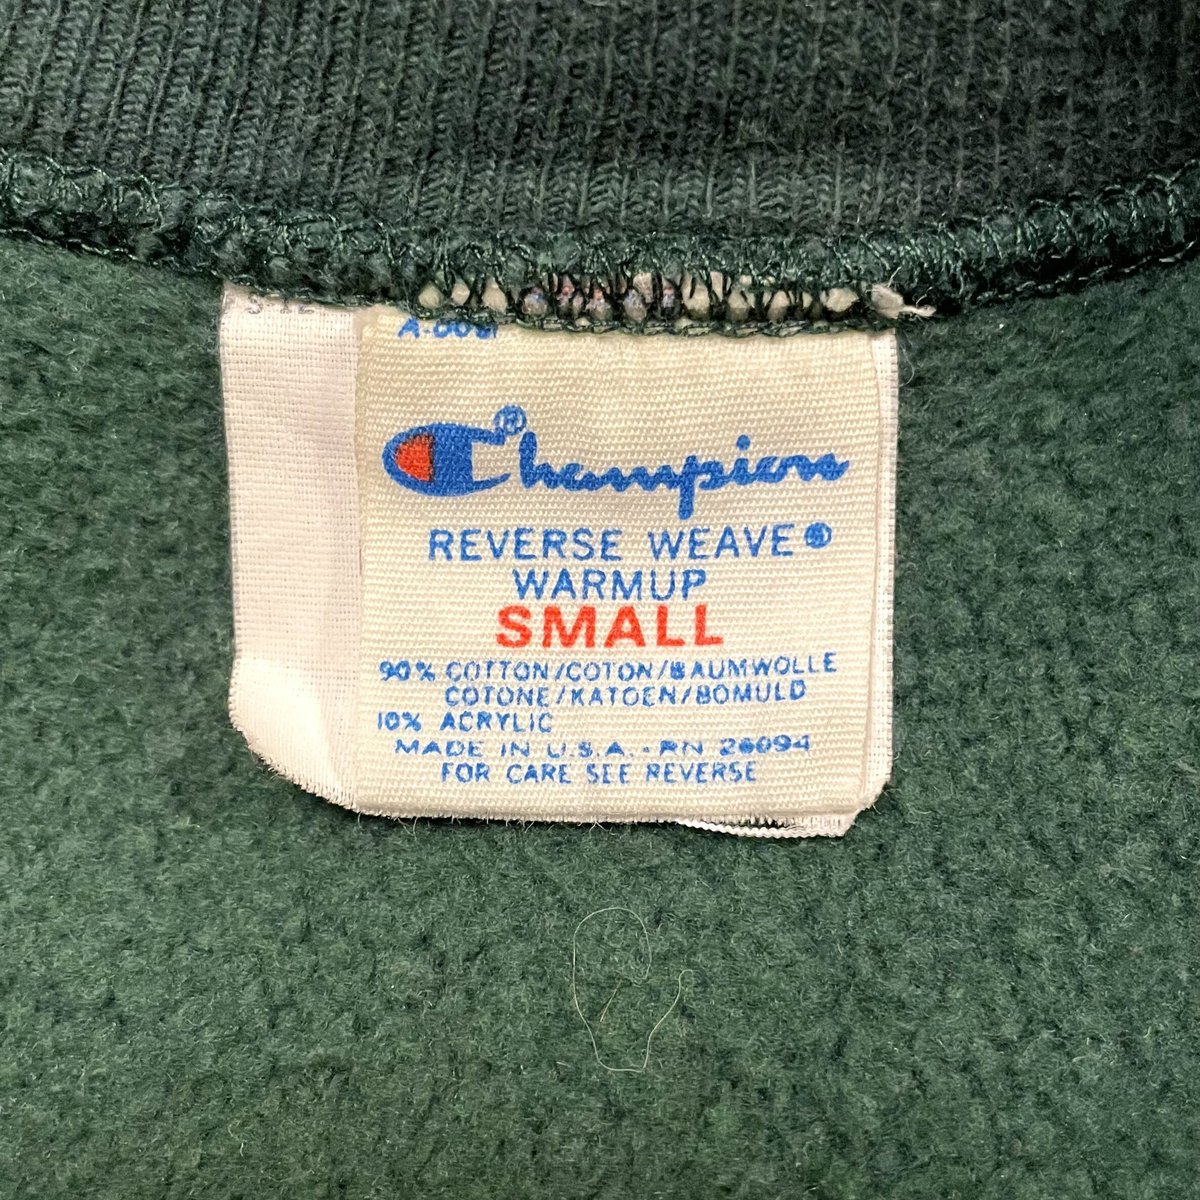 Champion®
REVERSE WEAVE®
WARMUP
SMALL
90% COTTON/COTON/BAUMWOLLE
COTONE/KATOEN/BOMULD
10% ACRYLIC
MADE IN U.S.A. - RN 26094
FOR CARE SEE REVERSE